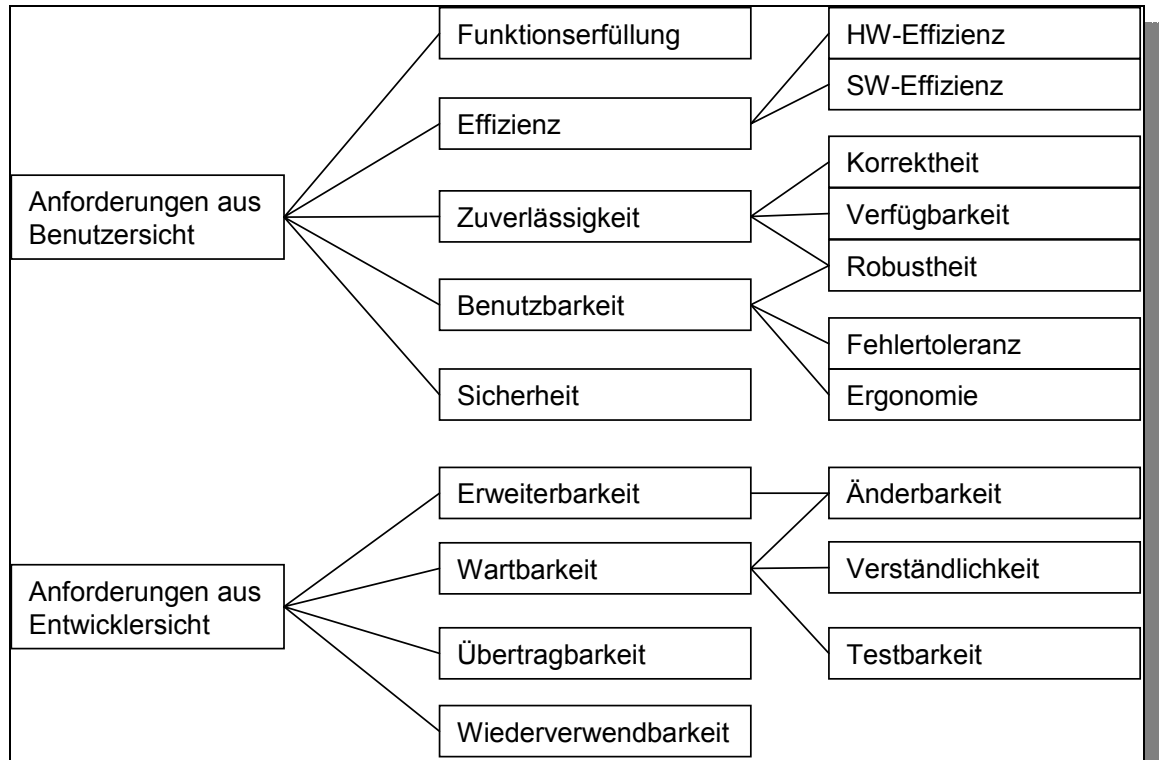 Funktionserfüllung
HW-Effizienz
SW-Effizienz
Effizienz
Korrektheit
Anforderungen aus
Benutzersicht
Zuverlässigkeit
Verfügbarkeit
Robustheit
Benutzbarkeit
Fehlertoleranz
Sicherheit
Ergonomie
Erweiterbarkeit
Änderbarkeit
Anforderungen aus
Entwicklersicht
Wartbarkeit
Verständlichkeit
Übertragbarkeit
Testbarkeit
Wiederverwendbarkeit